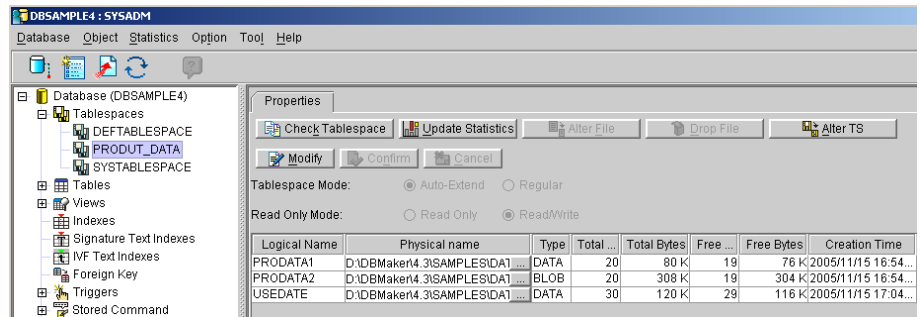 DBSAMPLE4 : SYSADM
Database Object Statistics Option Tool Help
Database (DBSAMPLE4)
Tablespaces
DEFTABLESPACE
PRODUT_DATA
SYSTABLESPACE
Tables
Views
Indexes
Signature Text Indexes
IVF Text Indexes
Foreign Key
Triggers
Stored Command
Properties
Check Tablespace Update Statistics Alter File Drop File Alter TS
Modify Confirm Cancel
Tablespace Mode: Auto-Extend Regular
Read Only Mode: Read Only Read/Write
Logical Name Physical name Type Total ... Total Bytes Free ... Free Bytes Creation Time
PRODATA1 D:\DBMaker\4.3\SAMPLES\DAT ... DATA 20 80 K 19 76 K 2005/11/15 16:54...
PRODATA2 D:\DBMaker\4.3\SAMPLES\DAT ... BLOB 20 308 K 19 304 K 2005/11/15 16:54...
USEDATE D:\DBMaker\4.3\SAMPLES\DAT ... DATA 30 120 K 29 116 K 2005/11/15 17:04...